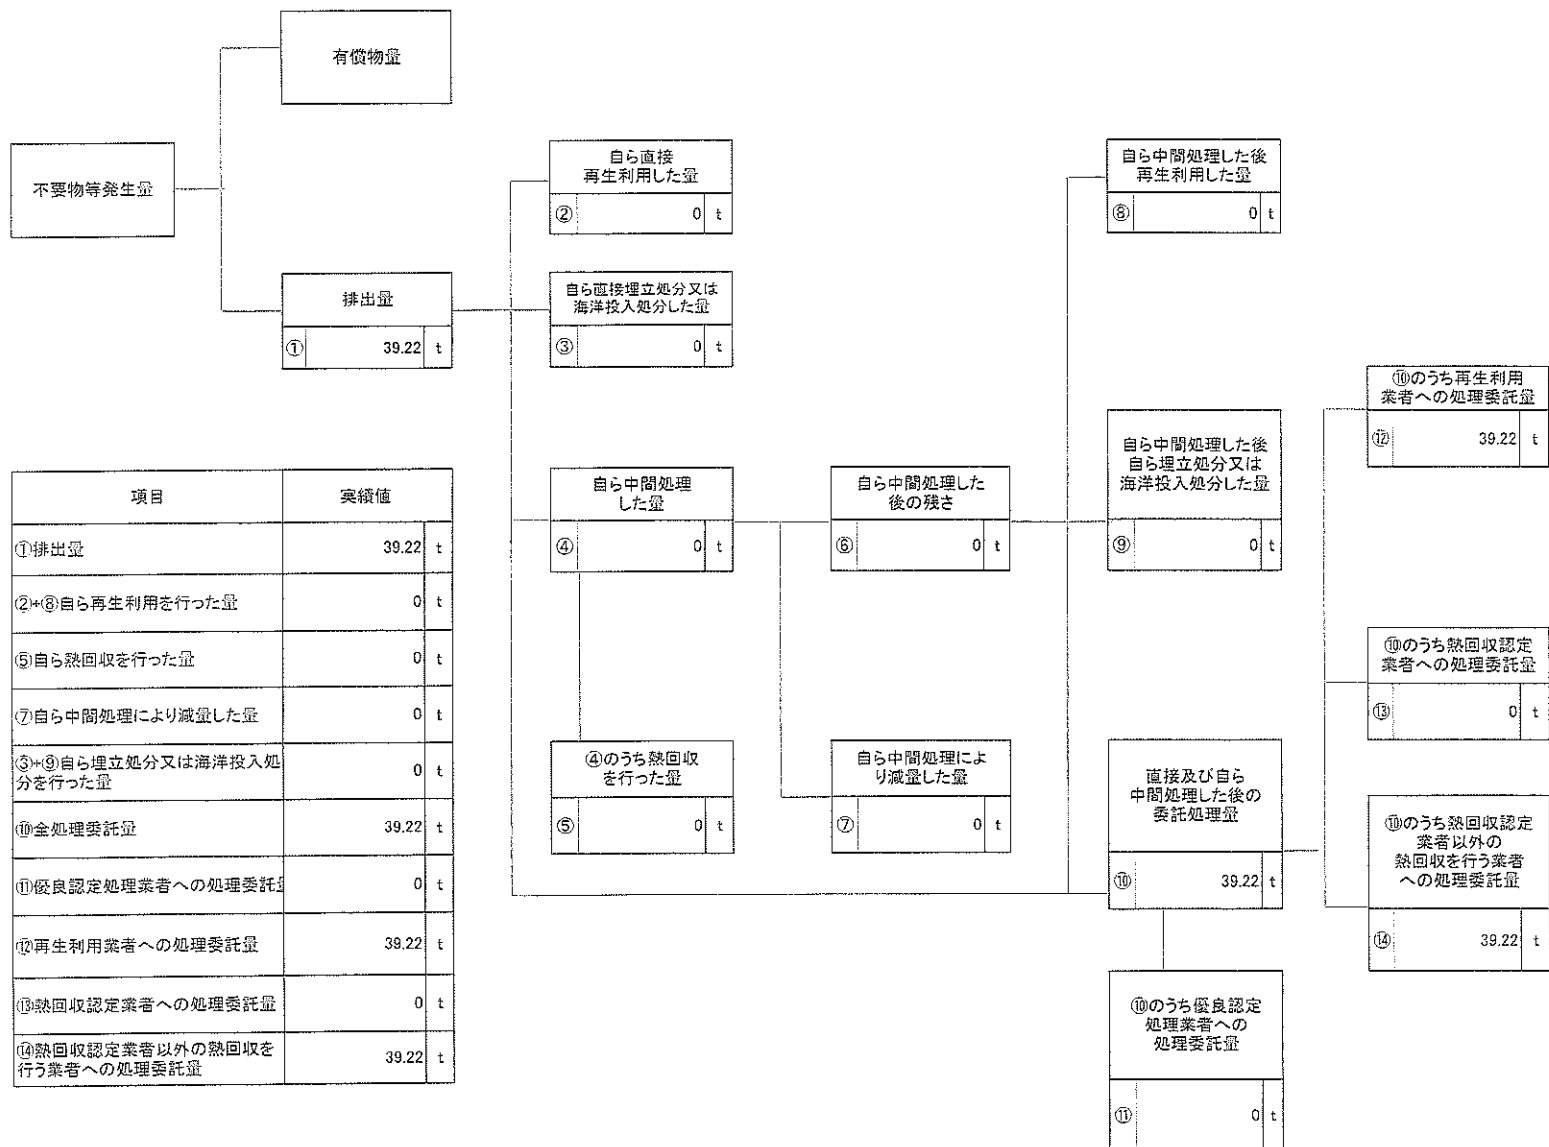 有償物量
不要物等発生量
排出量
① 39.22 t
自ら直接
再生利用した量
② 0 t
自ら直接埋立処分又は
海洋投入処分した量
③ 0 t
自ら中間処理
した量
④ 0 t
④のうち熱回収
を行った量
⑤ 0 t
自ら中間処理した
後の残さ
⑥ 0 t
自ら中間処理によ
り減量した量
⑦ 0 t
自ら中間処理した後
再生利用した量
⑧ 0 t
自ら中間処理した後
自ら埋立処分又は
海洋投入処分した量
⑨ 0 t
直接及び自ら
中間処理した後の
委託処理量
⑩ 39.22 t
⑩のうち優良認定
処理業者への
処理委託量
⑪ 0 t
⑩のうち再生利用
業者への処理委託量
⑫ 39.22 t
⑩のうち熱回収認定
業者への処理委託量
⑬ 0 t
⑩のうち熱回収認定
業者以外の
熱回収を行う業者
への処理委託量
⑭ 39.22 t
項目 実績値
①排出量 39.22 t
②+⑧自ら再生利用を行った量 0 t
⑤自ら熱回収を行った量 0 t
⑦自ら中間処理により減量した量 0 t
③+⑨自ら埋立処分又は海洋投入処
分を行った量 0 t
⑩全処理委託量 39.22 t
⑪優良認定処理業者への処理委託量 0 t
⑫再生利用業者への処理委託量 39.22 t
⑬熱回収認定業者への処理委託量 0 t
⑭熱回収認定業者以外の熱回収を
行う業者への処理委託量 39.22 t